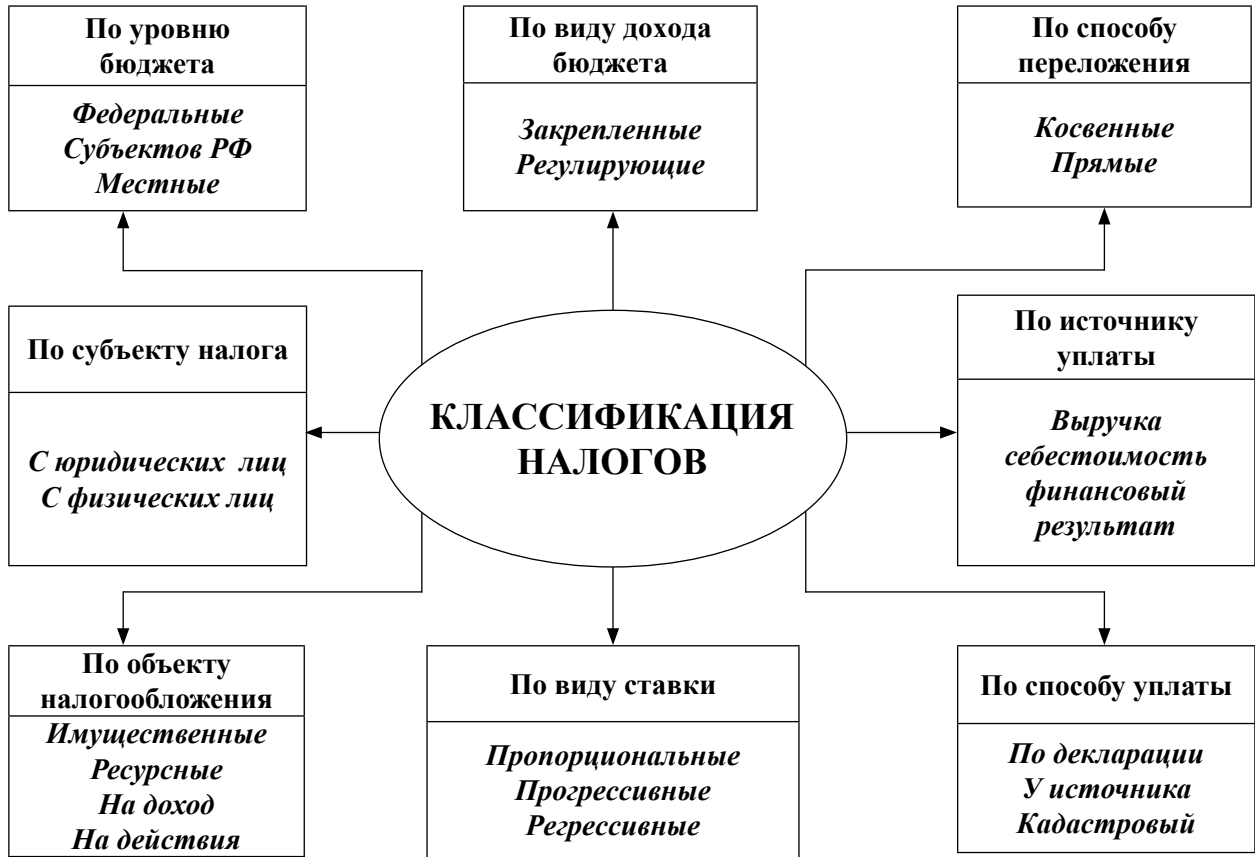 По уровню
бюджета
Федеральные
Субъектов РФ
Местные
По виду дохода
бюджета
Закрепленные
Регулирующие
По способу
переложения
Косвенные
Прямые
По субъекту налога
С юридических лиц
С физических лиц
КЛАССИФИКАЦИЯ
НАЛОГОВ
По источнику
уплаты
Выручка
себестоимость
финансовый
результат
По объекту
налогообложения
Имущественные
Ресурсные
На доход
На действия
По виду ставки
Пропорциональные
Прогрессивные
Регрессивные
По способу уплаты
По декларации
У источника
Кадастровый